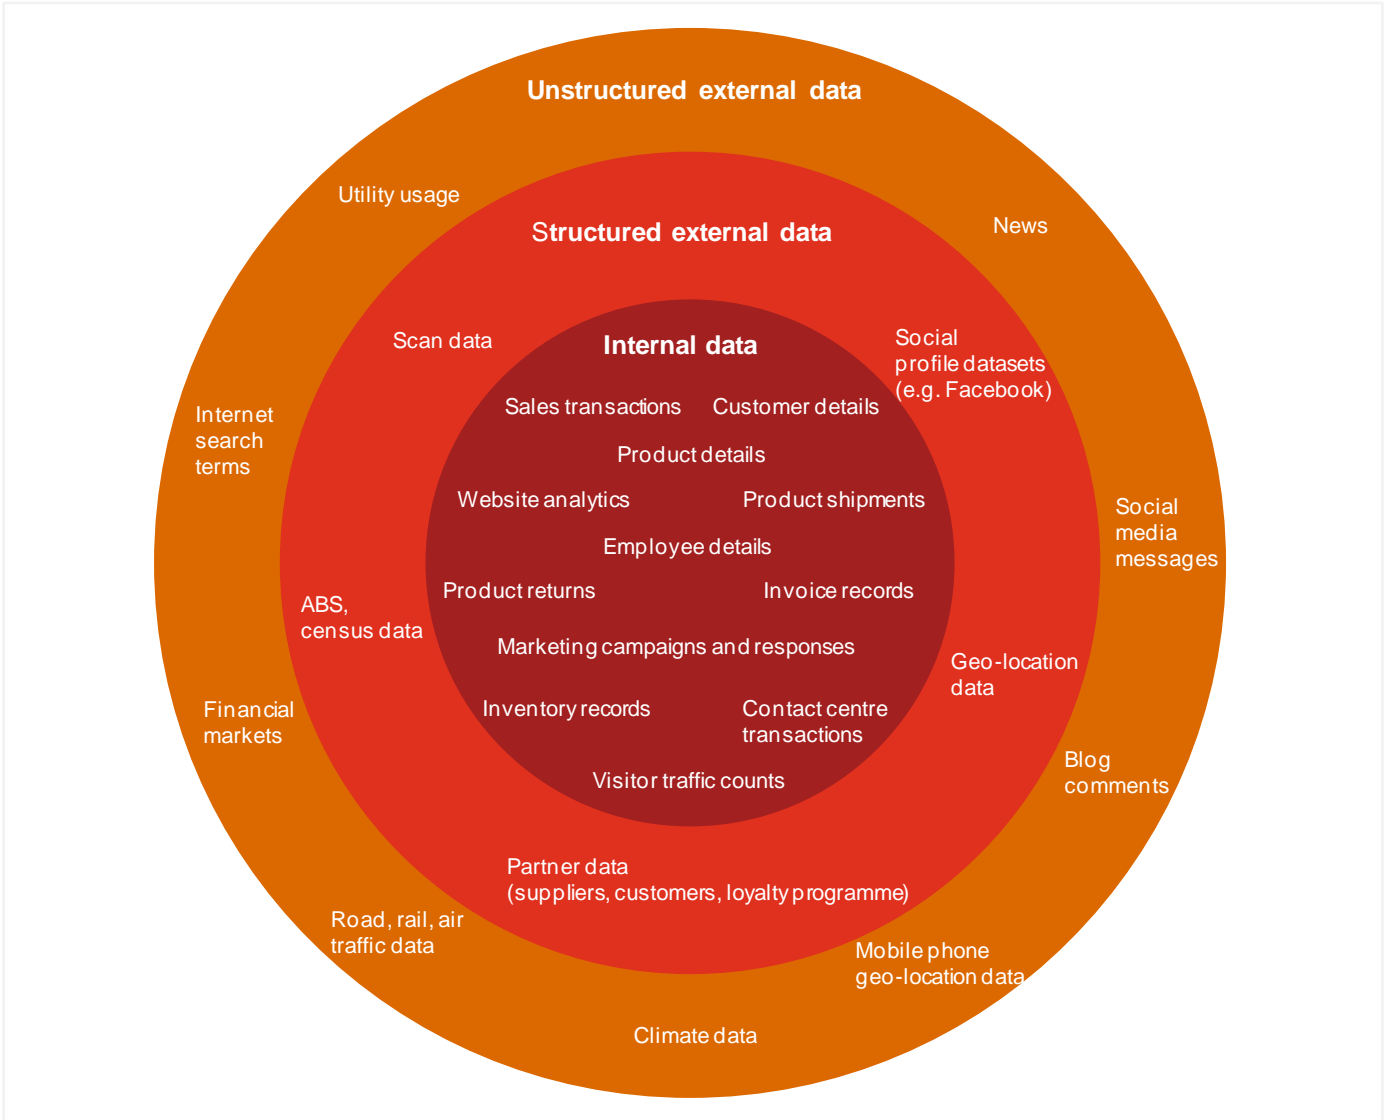 Unstructured external data
Utility usage
News
Structured external data
Scan data
Social
profile datasets
(e.g. Facebook)
Internal data
Sales transactions
Customer details
Internet
search
terms
Product details
Website analytics
Product shipments
Social
media
messages
Employee details
Product returns
Invoice records
ABS,
census data
Marketing campaigns and responses
Geo-location
data
Financial
markets
Inventory records
Contact centre
transactions
Blog
comments
Visitor traffic counts
Partner data
(suppliers, customers, loyalty programme)
Road, rail, air
traffic data
Mobile phone
geo-location data
Climate data